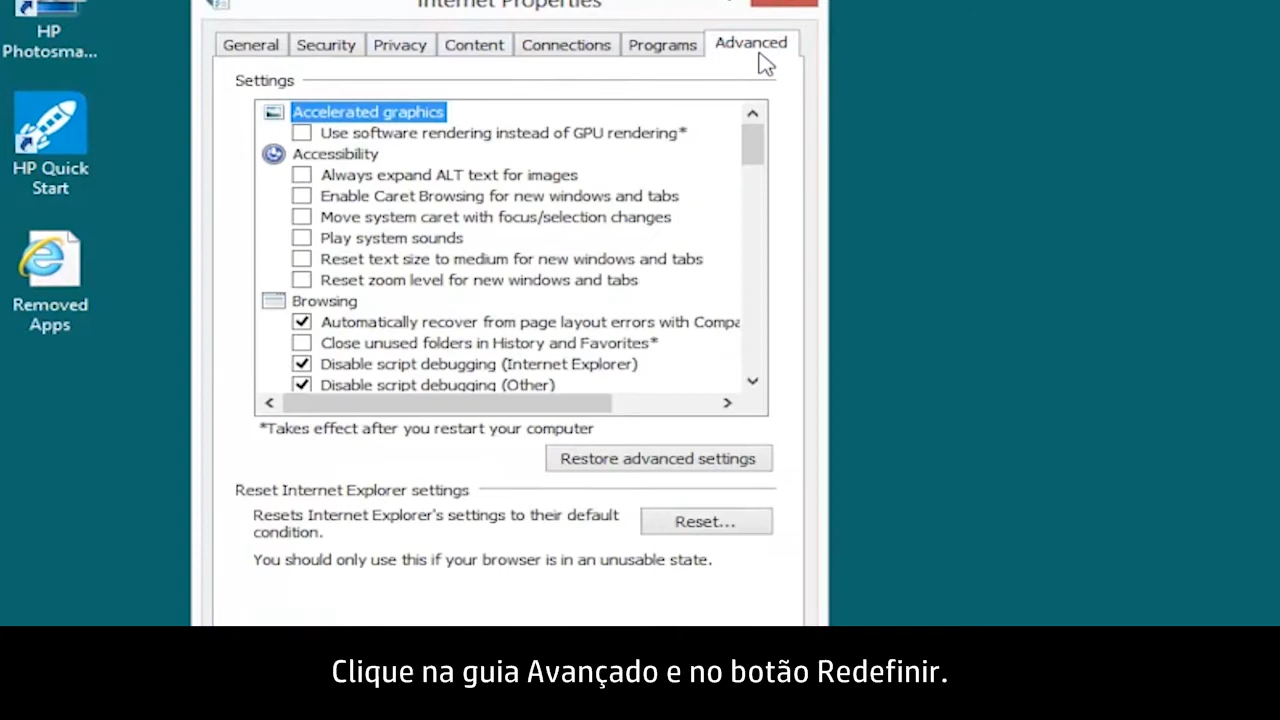 Internet Properties
HP
Photosma...
HP Quick
Start
Removed
Apps
General Security Privacy Content Connections Programs Advanced
Settings
Accelerated graphics
Use software rendering instead of GPU rendering*
Accessibility
Always expand ALT text for images
Enable Caret Browsing for new windows and tabs
Move system caret with focus/selection changes
Play system sounds
Reset text size to medium for new windows and tabs
Reset zoom level for new windows and tabs
Browsing
Automatically recover from page layout errors with Compa
Close unused folders in History and Favorites*
Disable script debugging (Internet Explorer)
Disable script debugging (Other)
*Takes effect after you restart your computer
Restore advanced settings
Reset Internet Explorer settings
Resets Internet Explorer's settings to their default
condition.
Reset...
You should only use this if your browser is in an unusable state.
Clique na guia Avançado e no botão Redefinir.